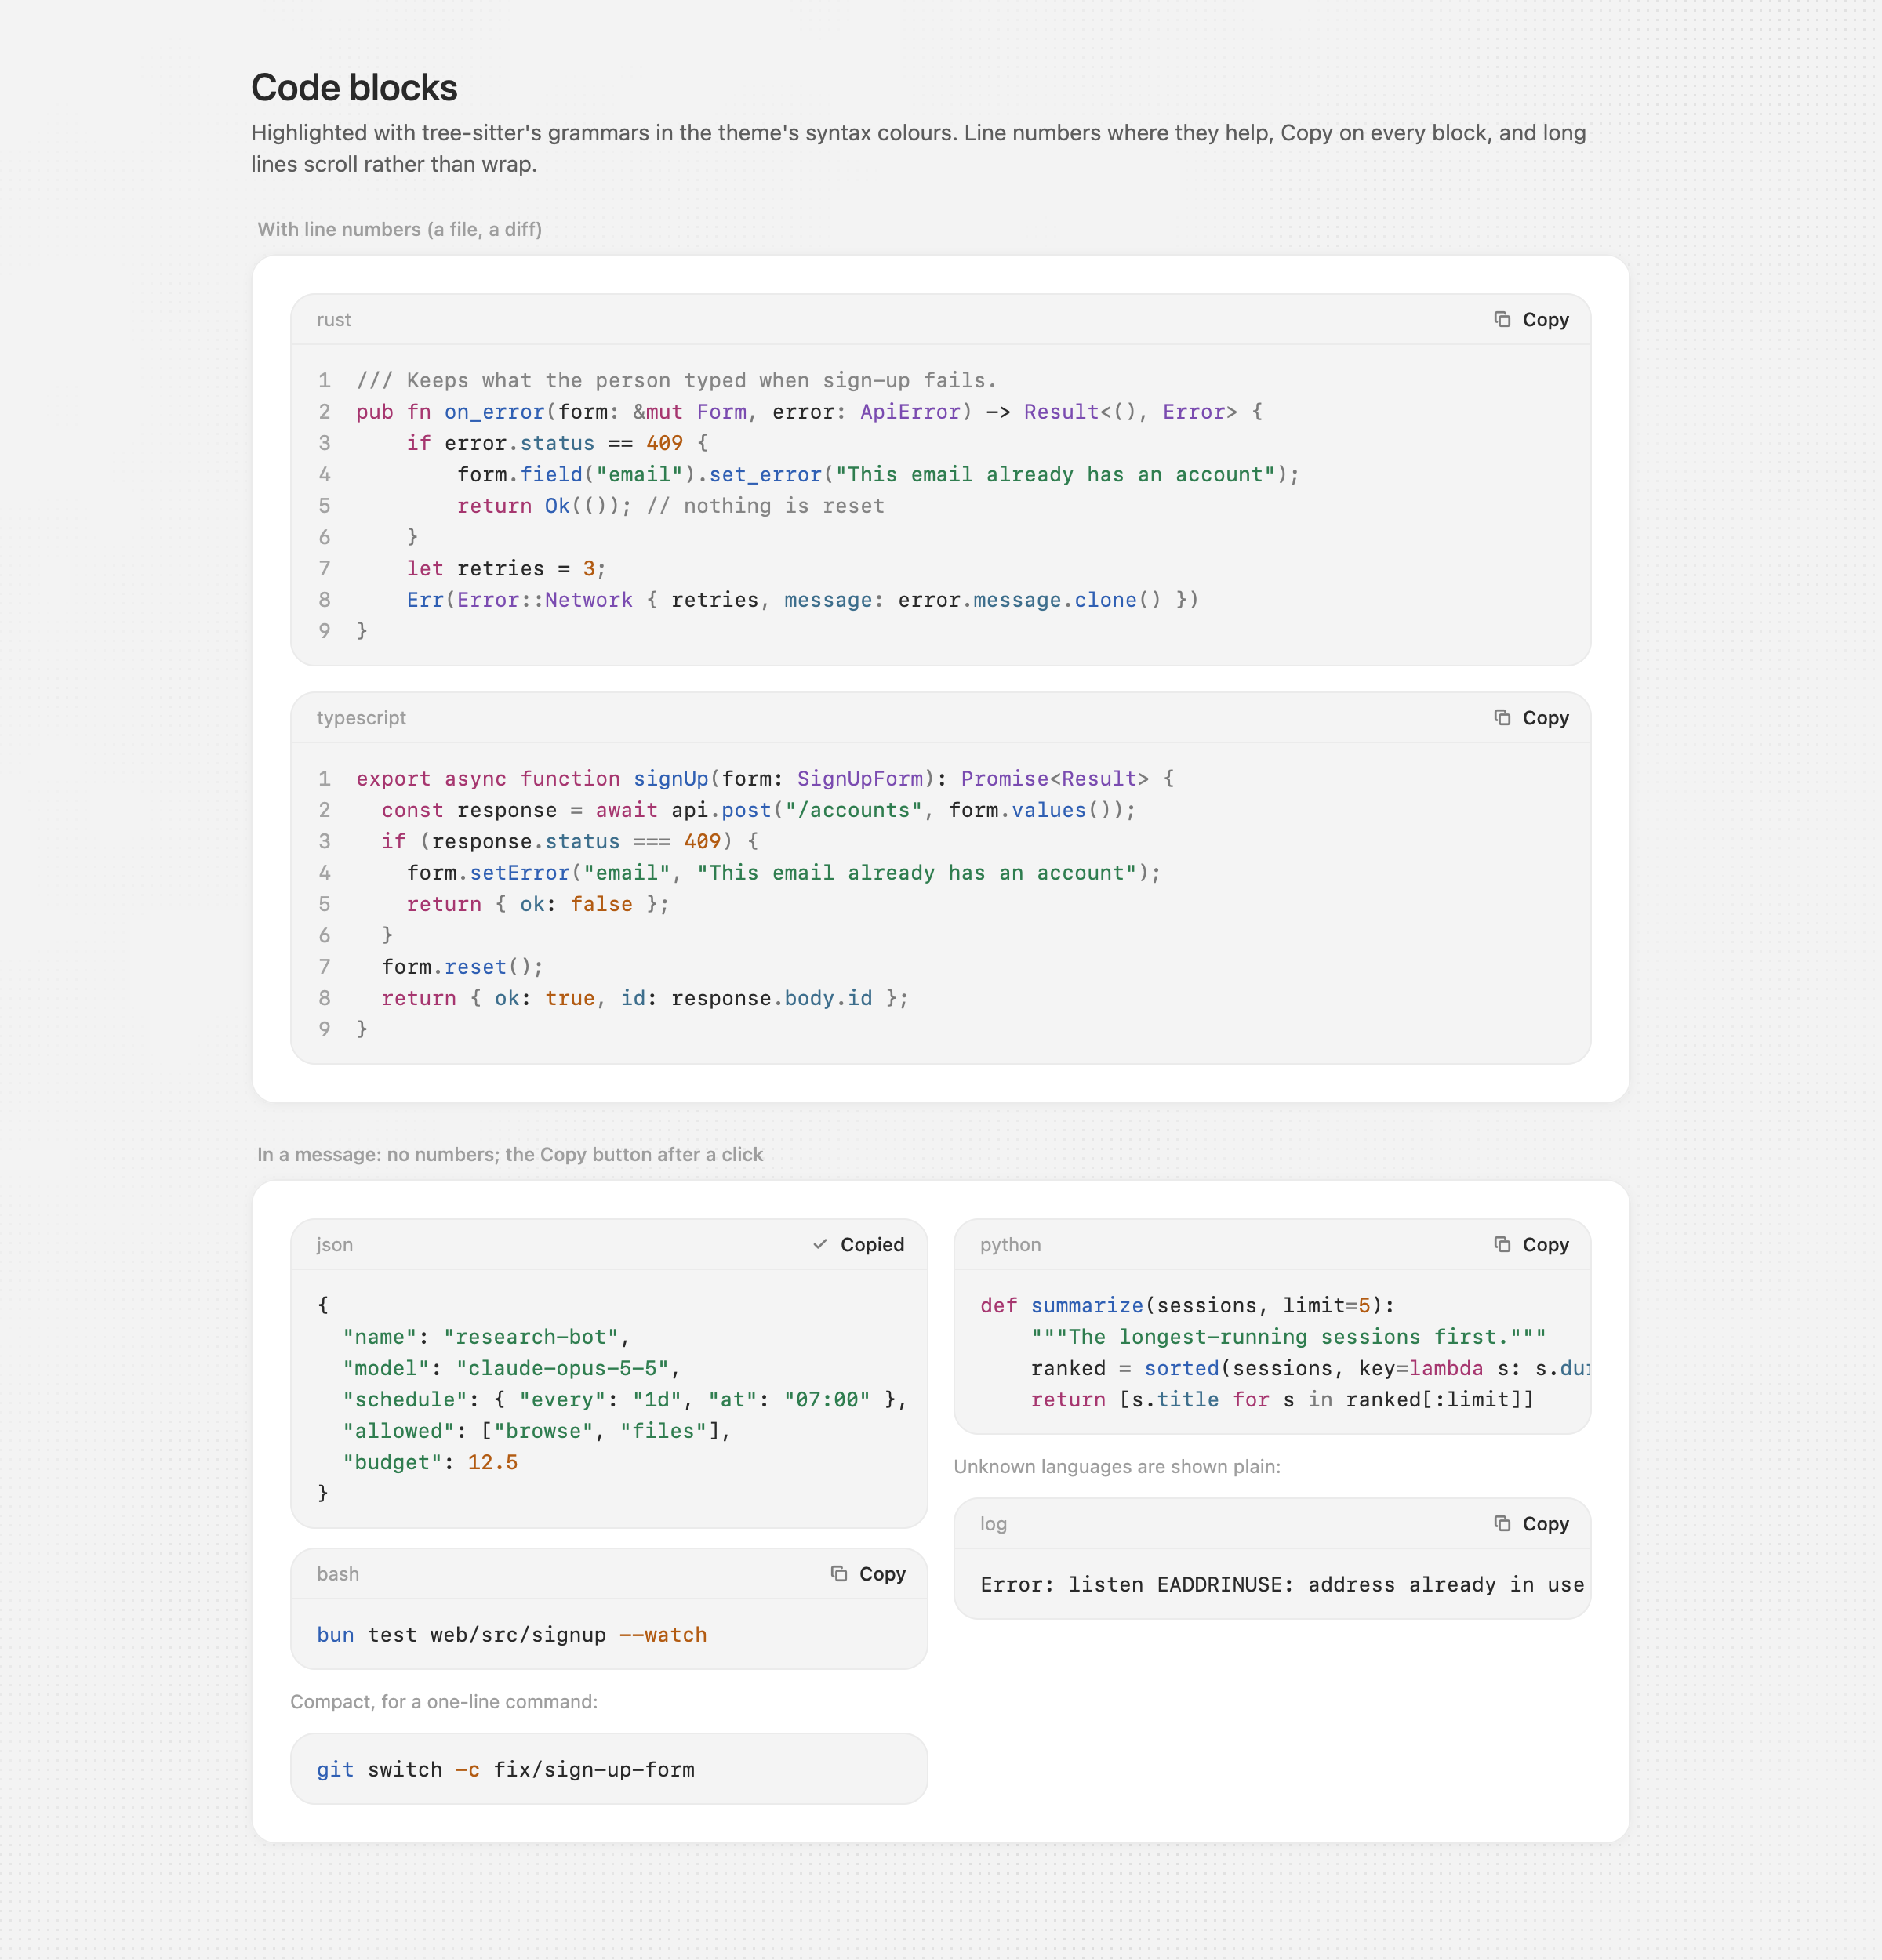 Code blocks
Highlighted with tree-sitter's grammars in the theme's syntax colours. Line numbers where they help, Copy on every block, and long
lines scroll rather than wrap.
With line numbers (a file, a diff)
rust
Copy
1 /// Keeps what the person typed when sign-up fails.
2 pub fn on_error(form: &mut Form, error: ApiError) -> Result<(), Error> {
3     if error.status == 409 {
4         form.field("email").set_error("This email already has an account");
5         return Ok(()); // nothing is reset
6     }
7     let retries = 3;
8     Err(Error::Network { retries, message: error.message.clone() })
9 }
typescript
Copy
1 export async function signUp(form: SignUpForm): Promise<Result> {
2   const response = await api.post("/accounts", form.values());
3   if (response.status === 409) {
4     form.setError("email", "This email already has an account");
5     return { ok: false };
6   }
7   form.reset();
8   return { ok: true, id: response.body.id };
9 }
In a message: no numbers; the Copy button after a click
json
Copied
{
  "name": "research-bot",
  "model": "claude-opus-5-5",
  "schedule": { "every": "1d", "at": "07:00" },
  "allowed": ["browse", "files"],
  "budget": 12.5
}
bash
Copy
bun test web/src/signup --watch
Compact, for a one-line command:
git switch -c fix/sign-up-form
python
Copy
def summarize(sessions, limit=5):
    """The longest-running sessions first."""
    ranked = sorted(sessions, key=lambda s: s.
    return [s.title for s in ranked[:limit]]
Unknown languages are shown plain:
log
Copy
Error: listen EADDRINUSE: address already in use